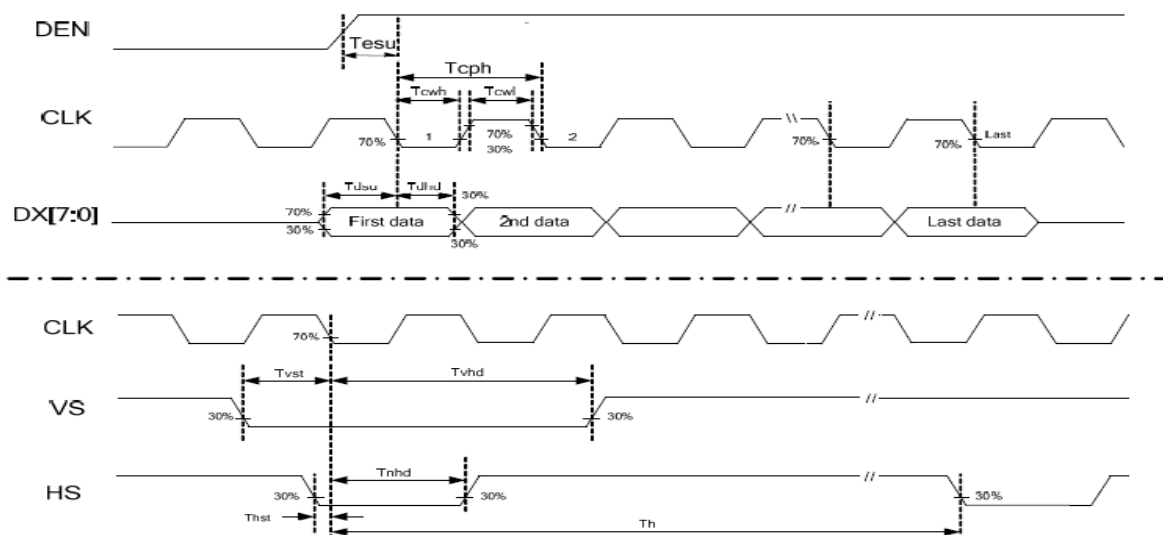 DEN
Tesu
Tcph
Tcwh Tcwl
CLK
70% 1 70% 2 \\ 70% 70% Last
30%
Tdsu Tdhd 30%
DX[7:0]
70% First data 2nd data // Last data
30% 30%
CLK
70% //
Tvst Tvhd
VS
30% 30% //
Tnhd
HS
30% 30% // 30%
Thst
Th